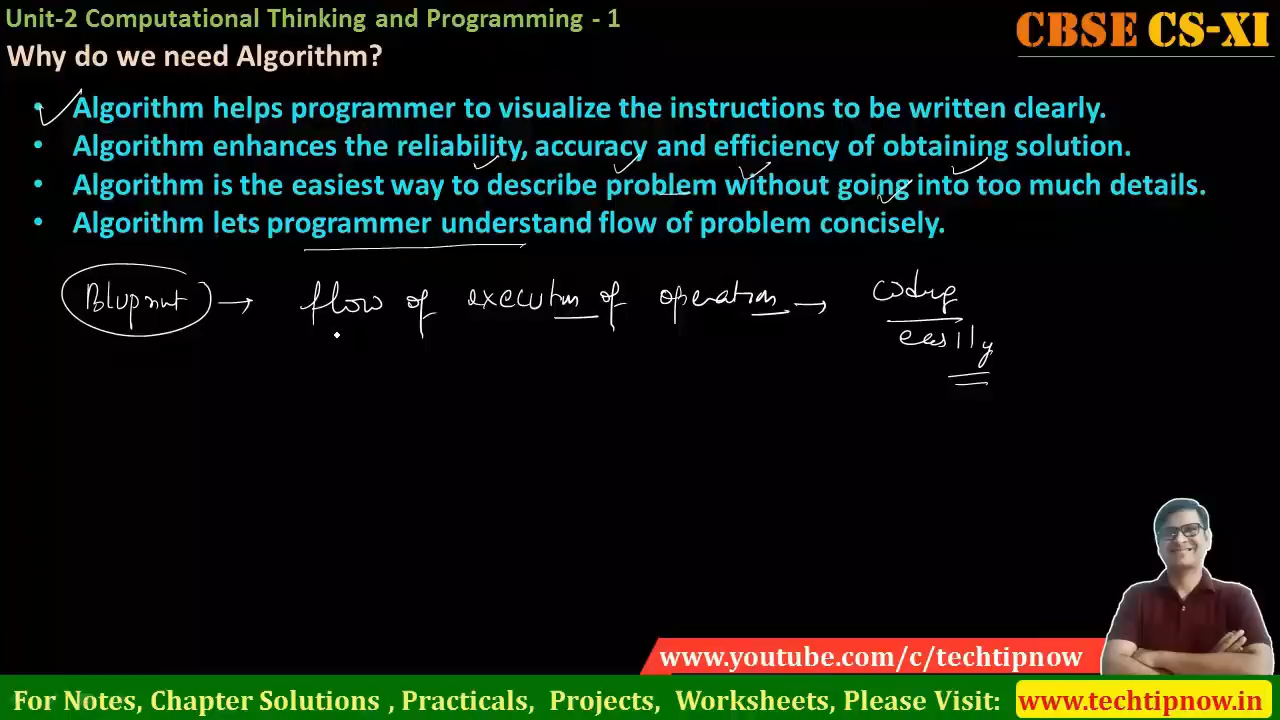 Unit-2 Computational Thinking and Programming - 1
CBSE CS-XI
Why do we need Algorithm?
• Algorithm helps programmer to visualize the instructions to be written clearly.
• Algorithm enhances the reliability, accuracy and efficiency of obtaining solution.
• Algorithm is the easiest way to describe problem without going into too much details.
• Algorithm lets programmer understand flow of problem concisely.
→ flow of execution of operation → coding
easily
www.youtube.com/c/techtipnow
For Notes, Chapter Solutions , Practicals, Projects, Worksheets, Please Visit: www.techtipnow.in